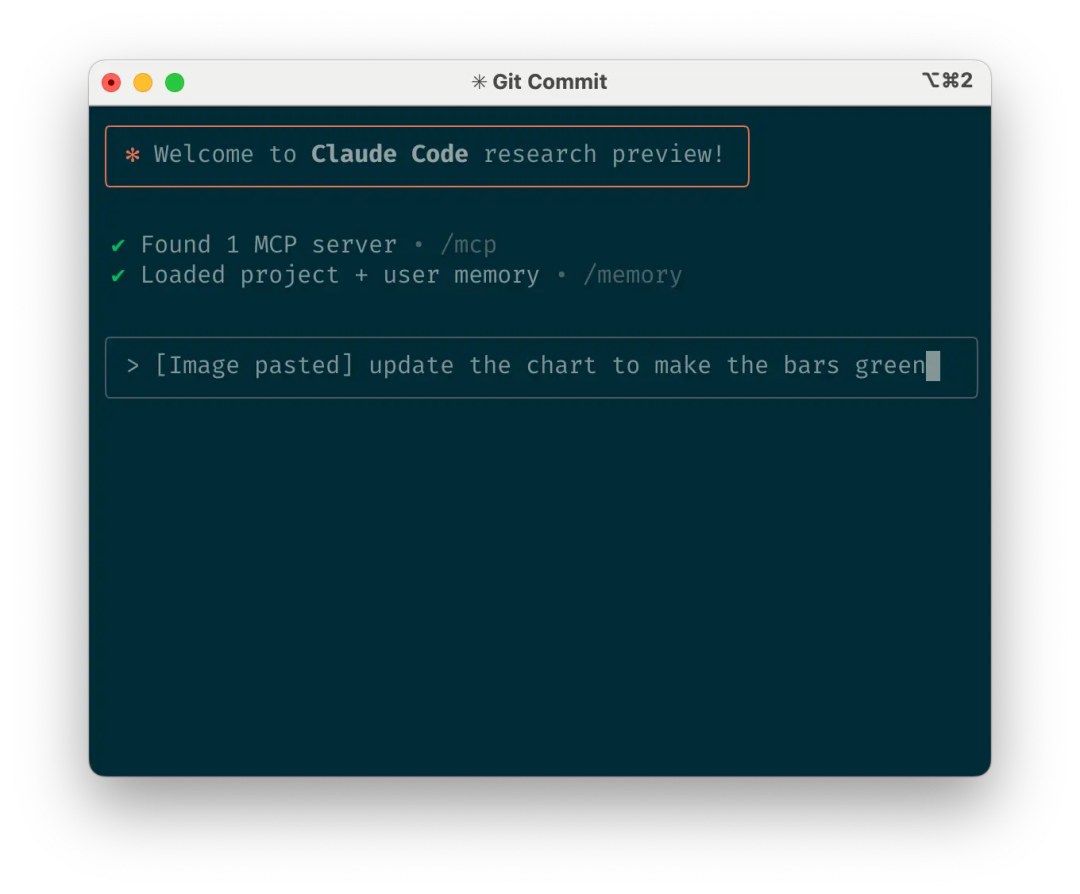 ✳ Git Commit ⌥⌘2
✻ Welcome to Claude Code research preview!
✔ Found 1 MCP server • /mcp
✔ Loaded project + user memory • /memory
> [Image pasted] update the chart to make the bars green